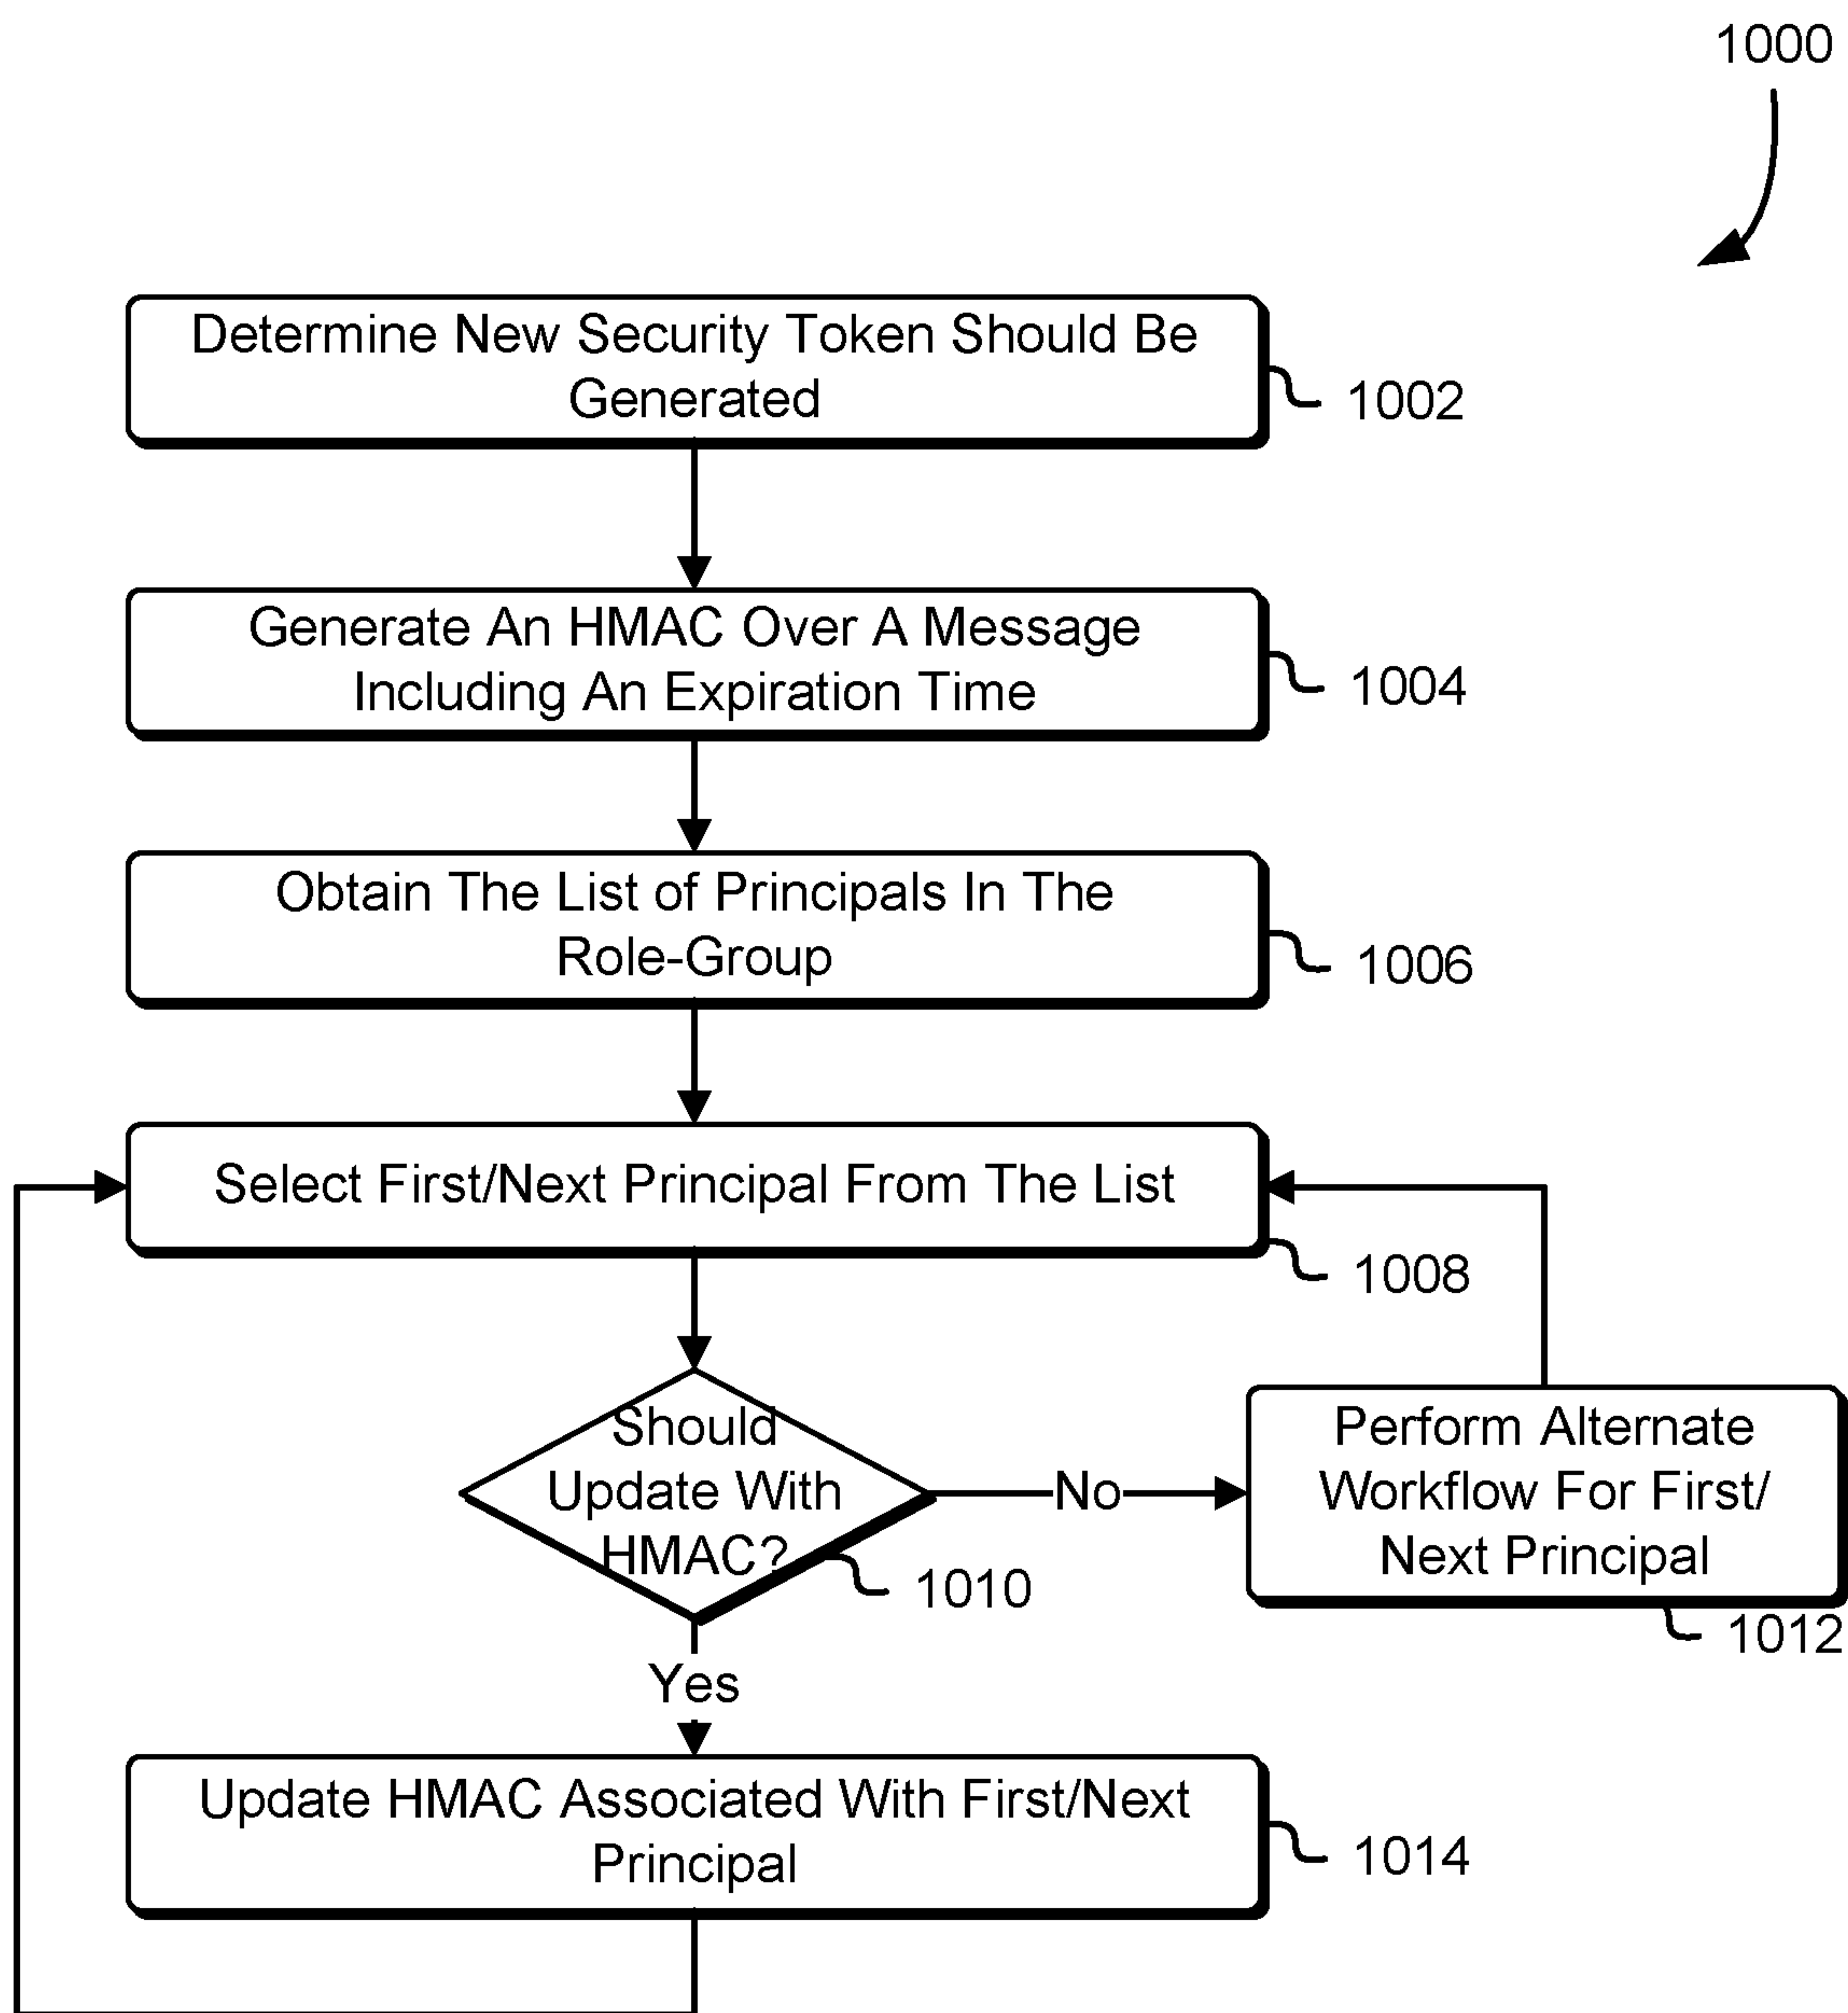 1000
Determine New Security Token Should Be
Generated
1002
Generate An HMAC Over A Message
Including An Expiration Time
1004
Obtain The List of Principals In The
Role-Group
1006
Select First/Next Principal From The List
1008
Should
Update With
HMAC?
1010
No
Perform Alternate
Workflow For First/
Next Principal
1012
Yes
Update HMAC Associated With First/Next
Principal
1014